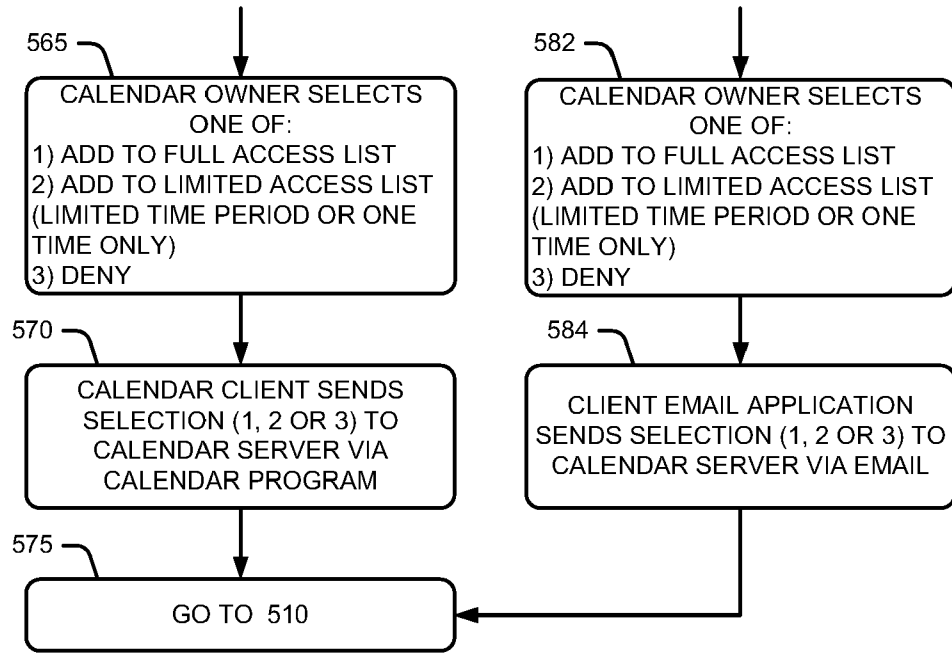 565
CALENDAR OWNER SELECTS
ONE OF:
1) ADD TO FULL ACCESS LIST
2) ADD TO LIMITED ACCESS LIST
(LIMITED TIME PERIOD OR ONE
TIME ONLY)
3) DENY
582
CALENDAR OWNER SELECTS
ONE OF:
1) ADD TO FULL ACCESS LIST
2) ADD TO LIMITED ACCESS LIST
(LIMITED TIME PERIOD OR ONE
TIME ONLY)
3) DENY
570
CALENDAR CLIENT SENDS
SELECTION (1, 2 OR 3) TO
CALENDAR SERVER VIA
CALENDAR PROGRAM
584
CLIENT EMAIL APPLICATION
SENDS SELECTION (1, 2 OR 3) TO
CALENDAR SERVER VIA EMAIL
575
GO TO 510